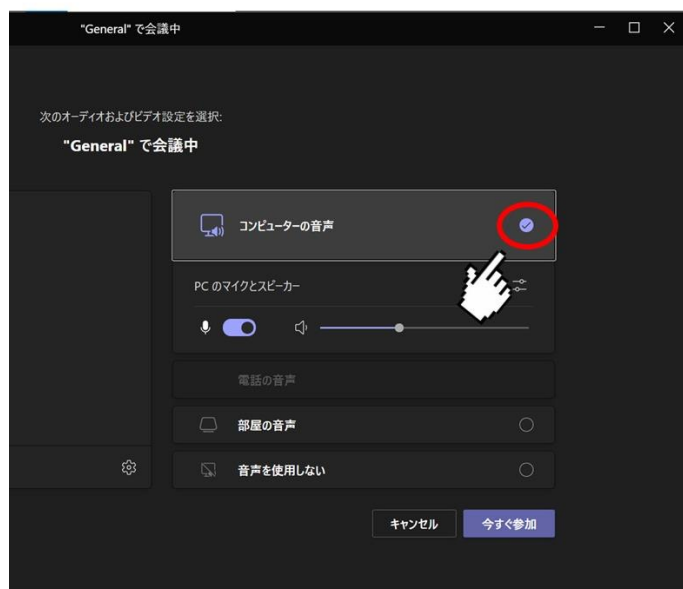 "General" で会議中
次のオーディオおよびビデオ設定を選択:
"General" で会議中
コンピューターの音声
PC のマイクとスピーカー
電話の音声
部屋の音声
音声を使用しない
キャンセル
今すぐ参加